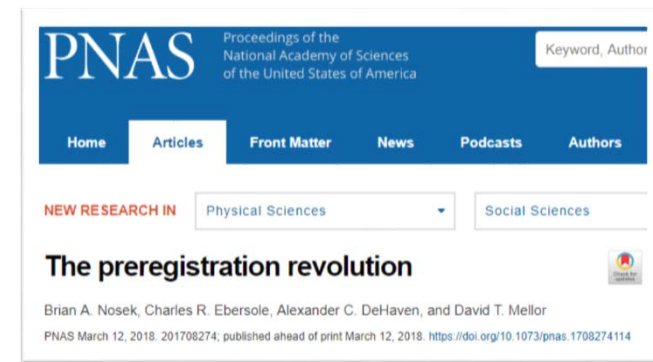 PNAS
Proceedings of the
National Academy of Sciences
of the United States of America
Keyword, Author
Home Articles Front Matter News Podcasts Authors
NEW RESEARCH IN Physical Sciences Social Sciences
The preregistration revolution
Check for
updates
Brian A. Nosek, Charles R. Ebersole, Alexander C. DeHaven, and David T. Mellor
PNAS March 12, 2018. 201708274; published ahead of print March 12, 2018. https://doi.org/10.1073/pnas.1708274114